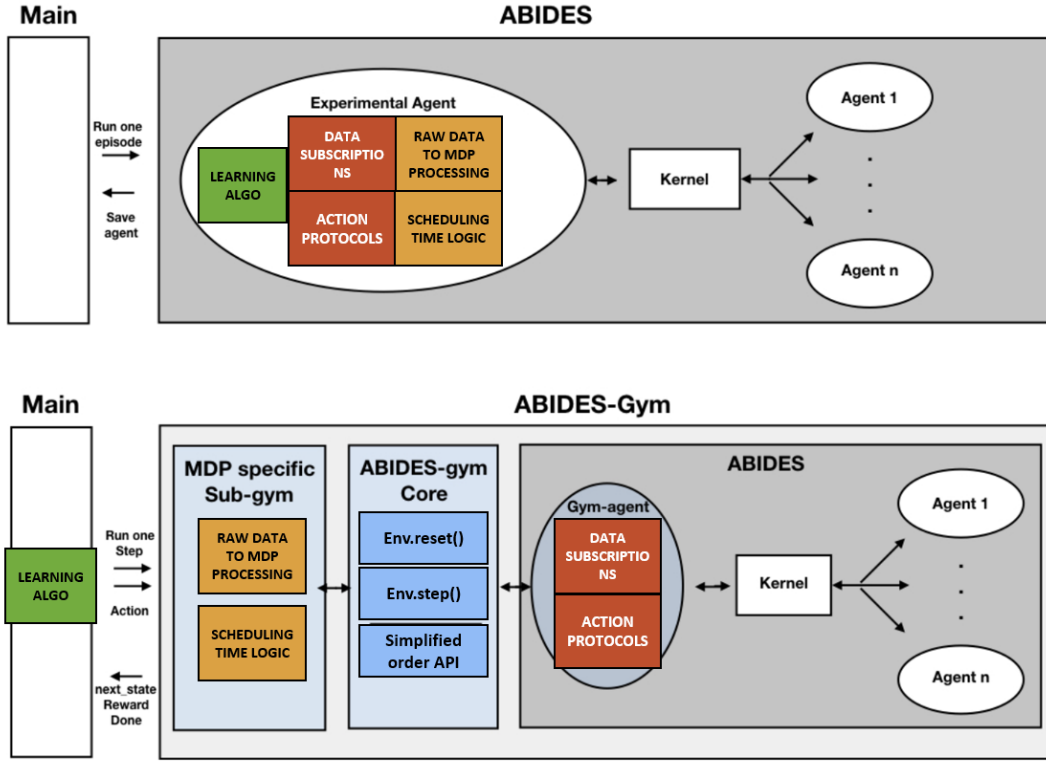 Main
ABIDES
Run one
episode
Save
agent
Experimental Agent
LEARNING
ALGO
DATA
SUBSCRIPTIO
NS
RAW DATA
TO MDP
PROCESSING
ACTION
PROTOCOLS
SCHEDULING
TIME LOGIC
Kernel
Agent 1
.
.
.
Agent n
Main
ABIDES-Gym
LEARNING
ALGO
Run one
Step
Action
next_state
Reward
Done
MDP specific
Sub-gym
RAW DATA
TO MDP
PROCESSING
SCHEDULING
TIME LOGIC
ABIDES-gym
Core
Env.reset()
Env.step()
Simplified
order API
ABIDES
Gym-agent
DATA
SUBSCRIPTIO
NS
ACTION
PROTOCOLS
Kernel
Agent 1
.
.
.
Agent n